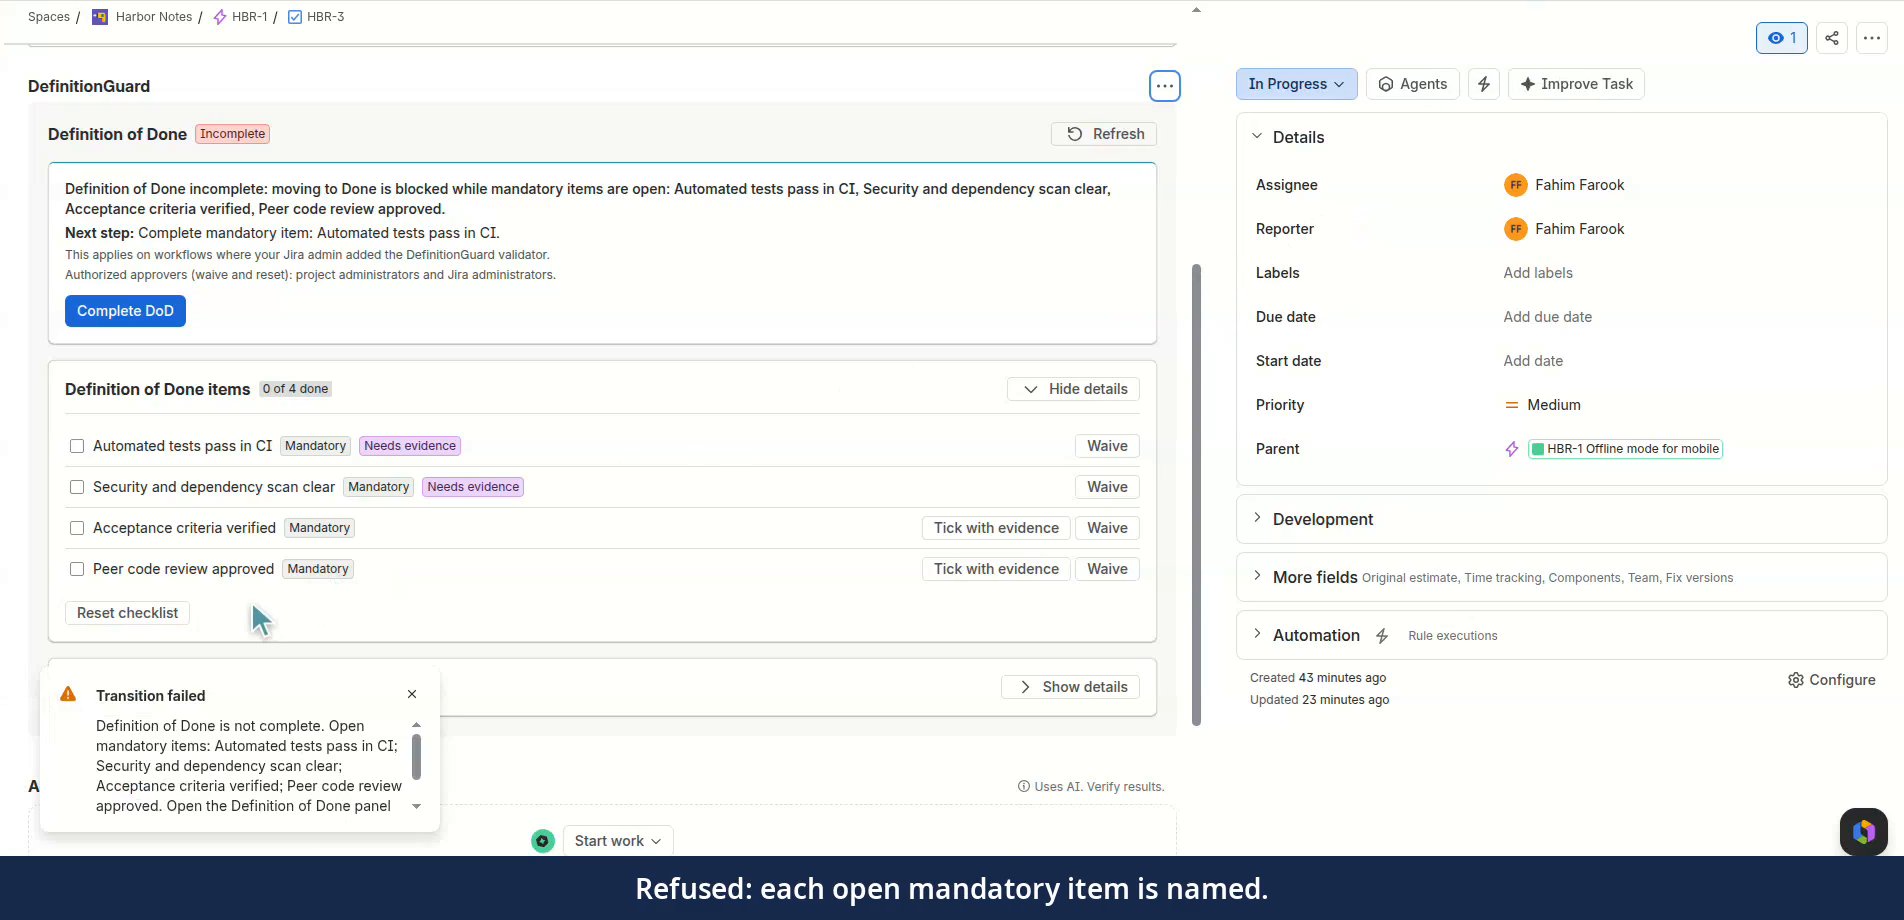 Spaces / Harbor Notes / HBR-1 / HBR-3
1
DefinitionGuard
Definition of Done Incomplete
Refresh
Definition of Done incomplete: moving to Done is blocked while mandatory items are open: Automated tests pass in CI, Security and dependency scan clear,
Acceptance criteria verified, Peer code review approved.
Next step: Complete mandatory item: Automated tests pass in CI.
This applies on workflows where your Jira admin added the DefinitionGuard validator.
Authorized approvers (waive and reset): project administrators and Jira administrators.
Complete DoD
Definition of Done items 0 of 4 done
Hide details
Automated tests pass in CI Mandatory Needs evidence Waive
Security and dependency scan clear Mandatory Needs evidence Waive
Acceptance criteria verified Mandatory Tick with evidence Waive
Peer code review approved Mandatory Tick with evidence Waive
Reset checklist
Show details
Transition failed
Definition of Done is not complete. Open
mandatory items: Automated tests pass in CI;
Security and dependency scan clear;
Acceptance criteria verified; Peer code review
approved. Open the Definition of Done panel
A
Uses AI. Verify results.
Start work
In Progress
Agents
Improve Task
Details
Assignee FF Fahim Farook
Reporter FF Fahim Farook
Labels Add labels
Due date Add due date
Start date Add date
Priority Medium
Parent HBR-1 Offline mode for mobile
Development
More fields Original estimate, Time tracking, Components, Team, Fix versions
Automation Rule executions
Created 43 minutes ago
Updated 23 minutes ago
Configure
Refused: each open mandatory item is named.